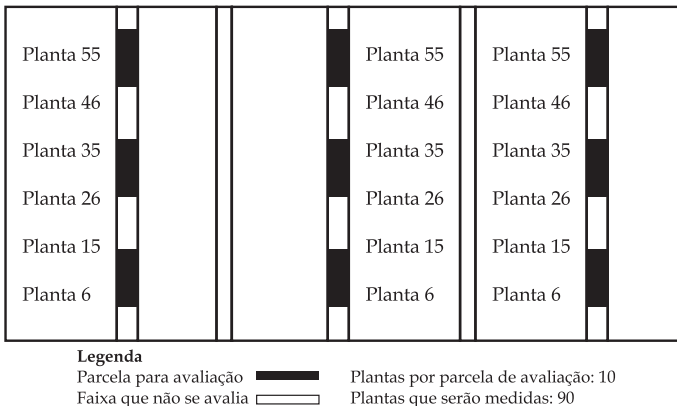 Planta 55 Planta 55 Planta 55
Planta 46 Planta 46 Planta 46
Planta 35 Planta 35 Planta 35
Planta 26 Planta 26 Planta 26
Planta 15 Planta 15 Planta 15
Planta 6 Planta 6 Planta 6
Legenda
Parcela para avaliação Plantas por parcela de avaliação: 10
Faixa que não se avalia Plantas que serão medidas: 90